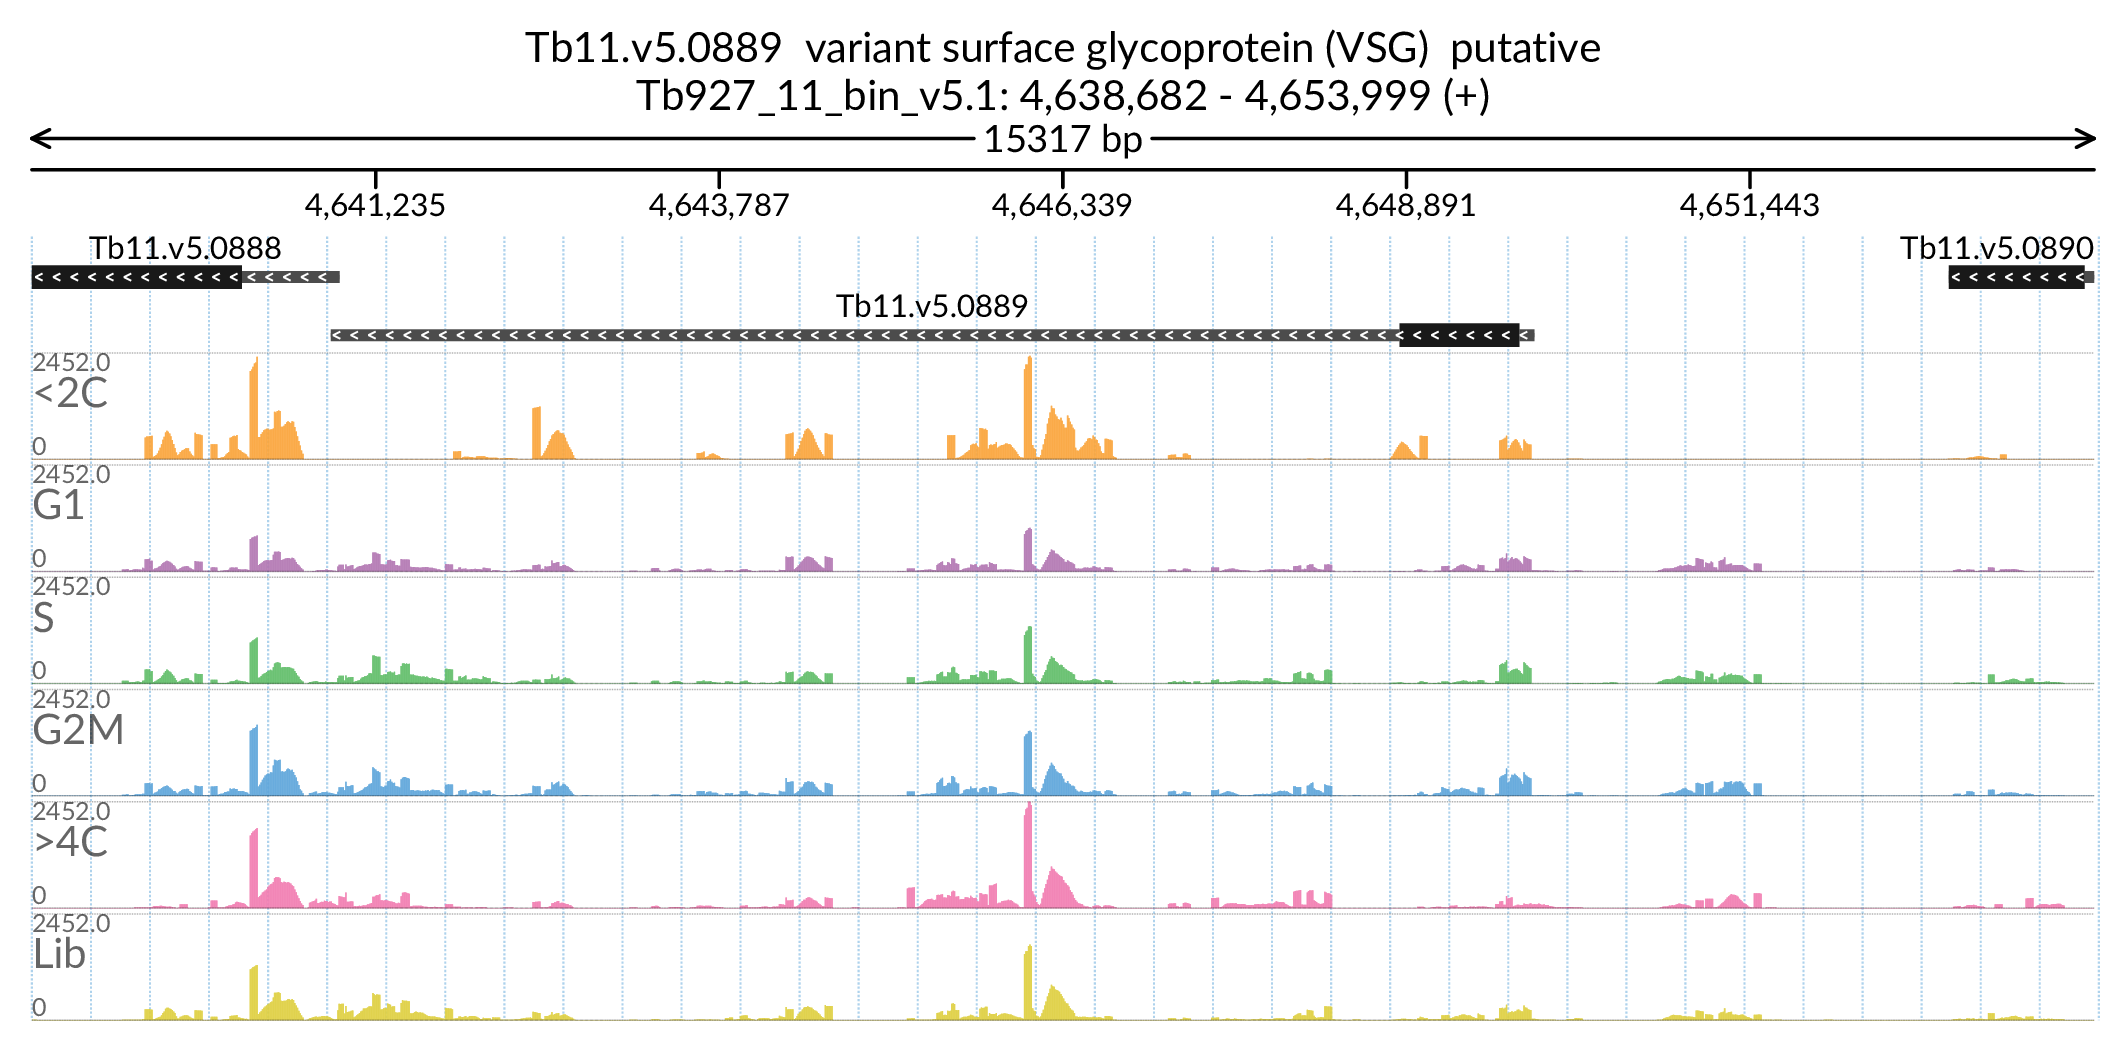 Tb11.v5.0889  variant surface glycoprotein (VSG)  putative
Tb927_11_bin_v5.1: 4,638,682 - 4,653,999 (+)
15317 bp
4,641,235 4,643,787 4,646,339 4,648,891 4,651,443
Tb11.v5.0888 Tb11.v5.0890
Tb11.v5.0889
2452.0
<2C
0
2452.0
G1
0
2452.0
S
0
2452.0
G2M
0
2452.0
>4C
0
2452.0
Lib
0